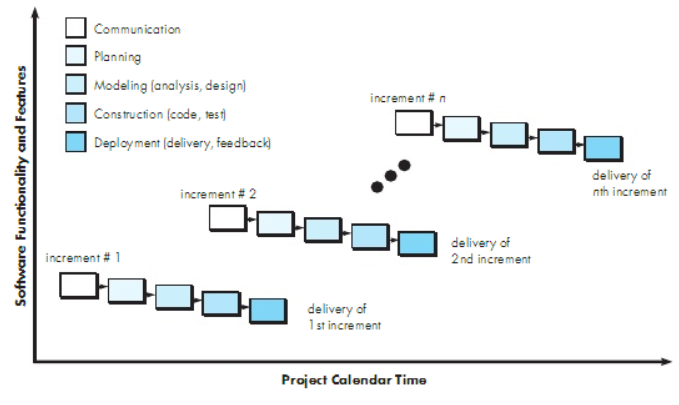 Communication
Planning
Modeling (analysis, design)
Construction (code, test)
Deployment (delivery, feedback)
Software Functionality and Features
increment # n
delivery of
nth increment
increment # 2
delivery of
2nd increment
increment # 1
delivery of
1st increment
Project Calendar Time